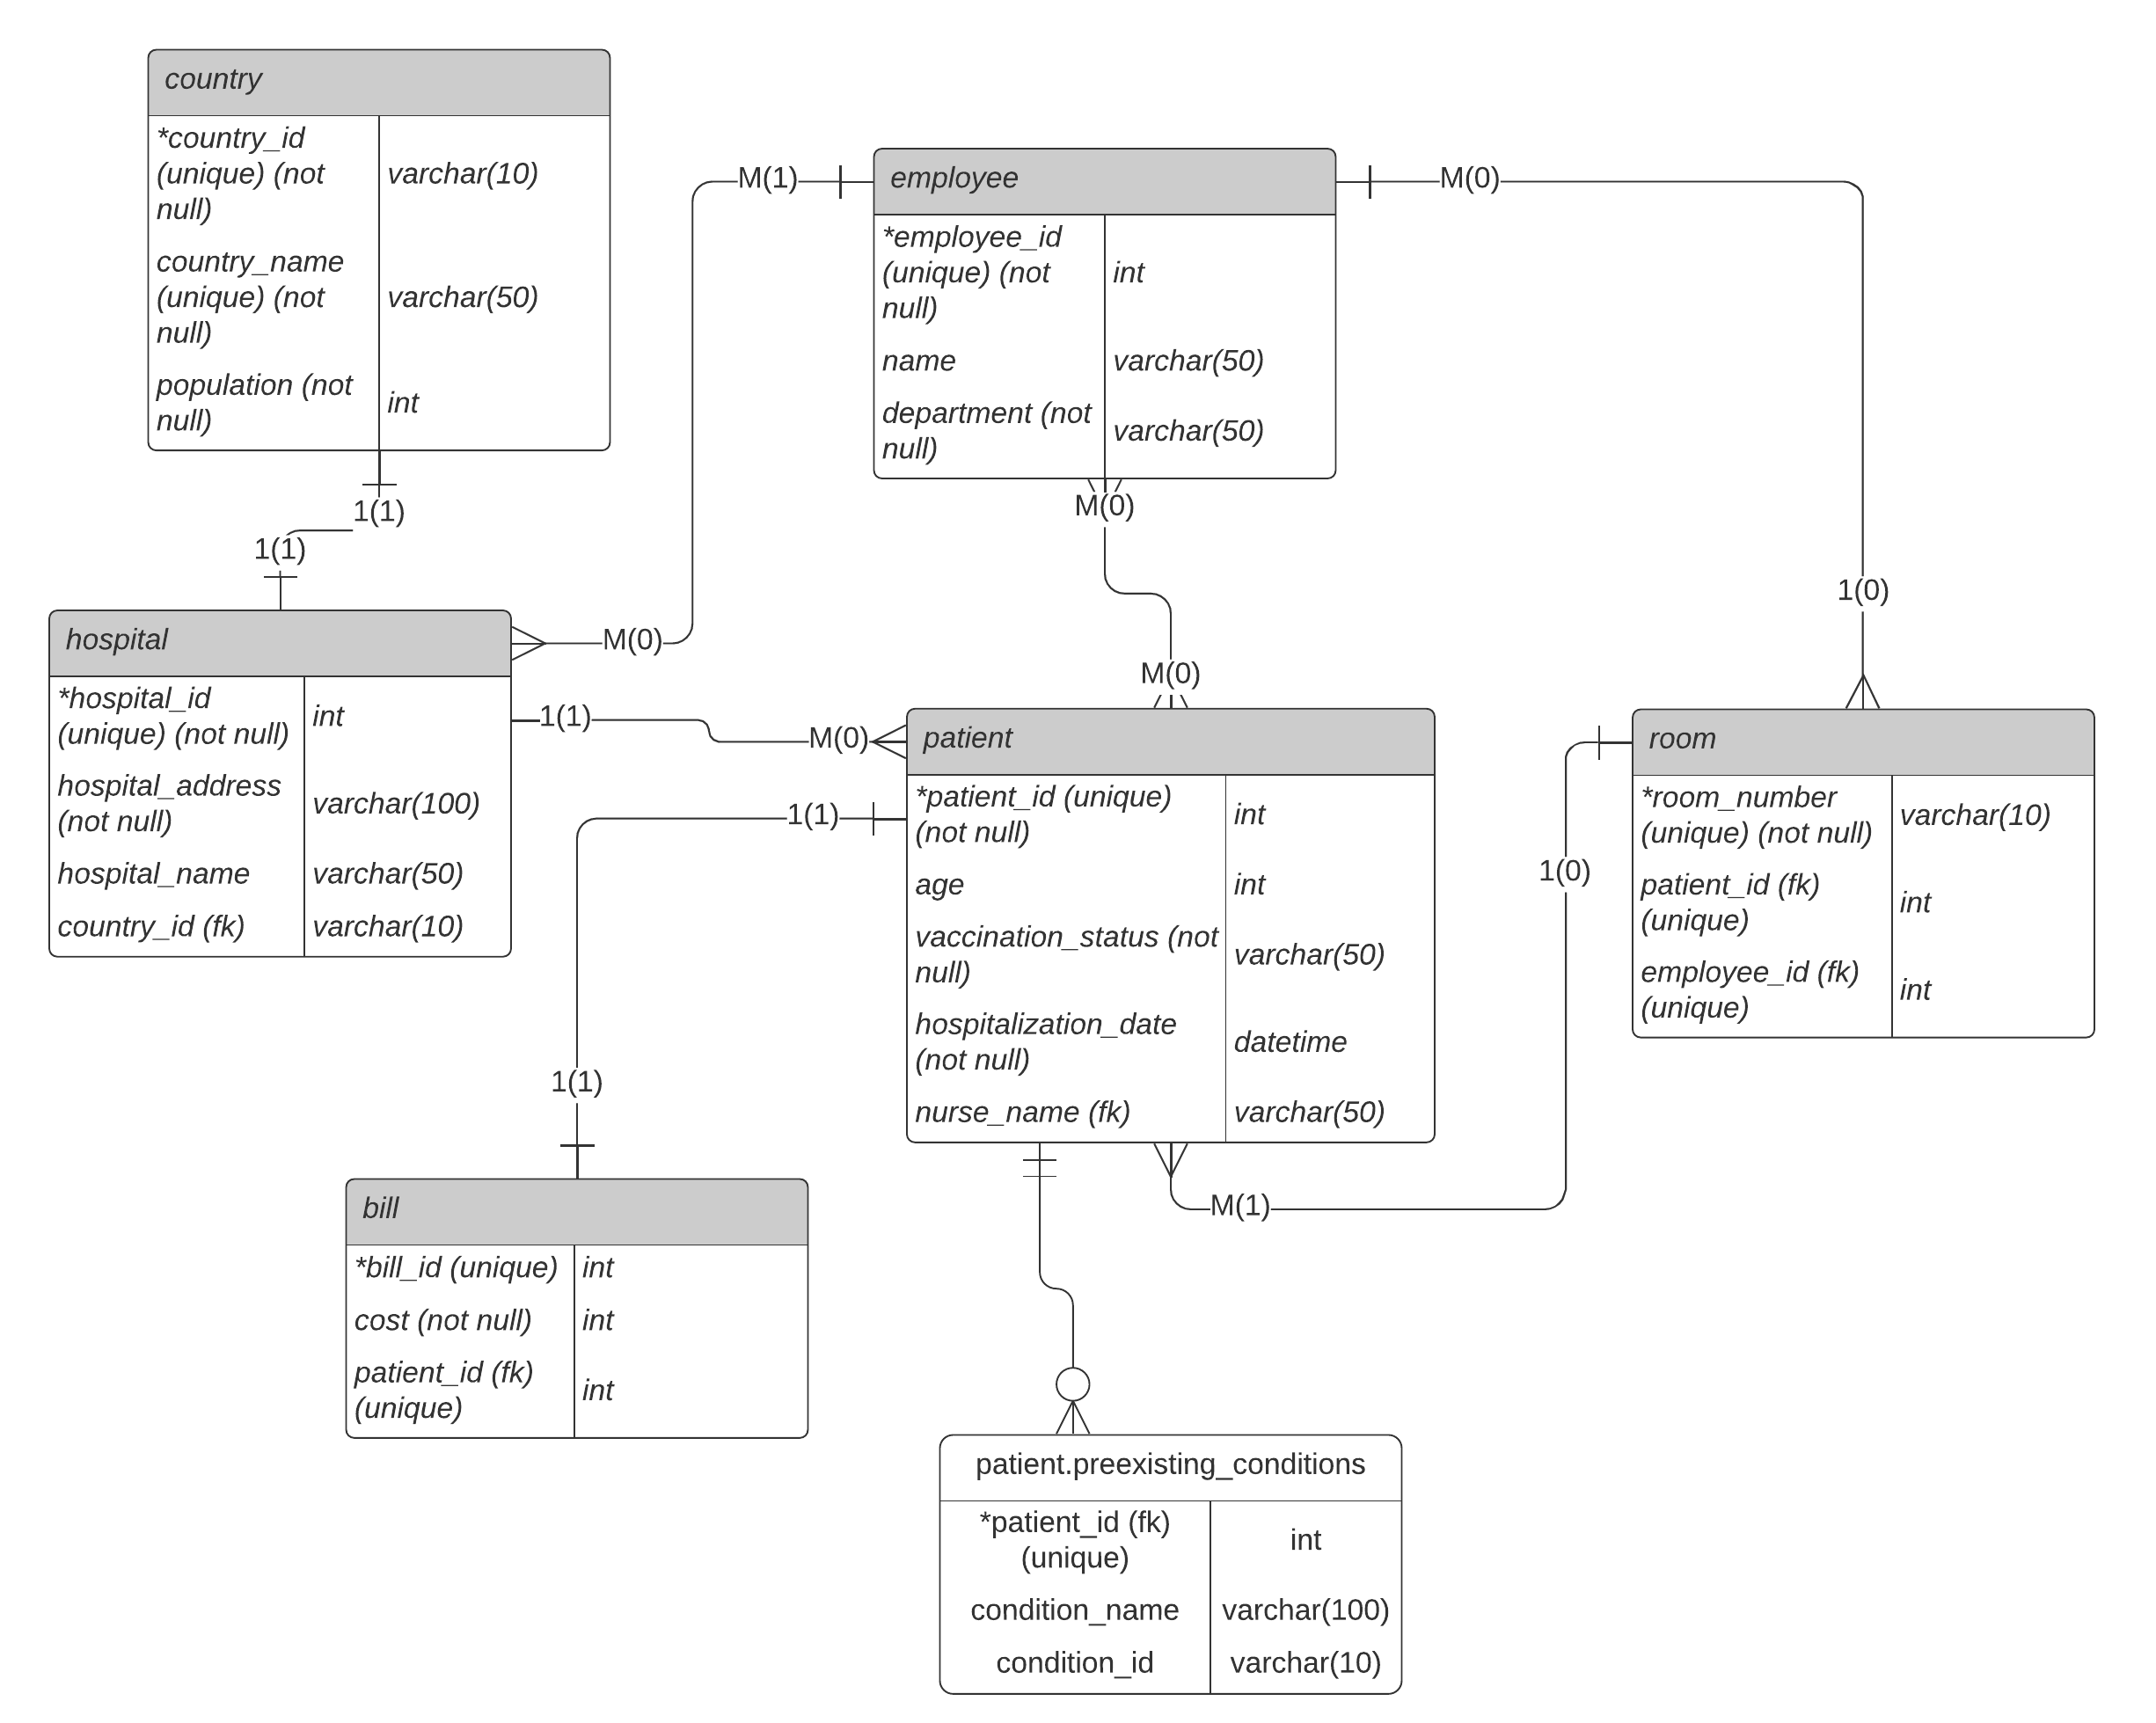 country
*country_id
(unique) (not
null)
varchar(10)
country_name
(unique) (not
null)
varchar(50)
population (not
null)
int
1(1)
1(1)
M(1)
employee
*employee_id
(unique) (not
null)
int
name
varchar(50)
department (not
null)
varchar(50)
M(0)
M(0)
M(0)
1(0)
hospital
*hospital_id
(unique) (not null)
int
hospital_address
(not null)
varchar(100)
hospital_name
varchar(50)
country_id (fk)
varchar(10)
M(0)
1(1)
M(0)
1(1)
1(1)
patient
*patient_id (unique)
(not null)
int
age
int
vaccination_status (not
null)
varchar(50)
hospitalization_date
(not null)
datetime
nurse_name (fk)
varchar(50)
1(0)
M(1)
room
*room_number
(unique) (not null)
varchar(10)
patient_id (fk)
(unique)
int
employee_id (fk)
(unique)
int
bill
*bill_id (unique)
int
cost (not null)
int
patient_id (fk)
(unique)
int
patient.preexisting_conditions
*patient_id (fk)
(unique)
int
condition_name
varchar(100)
condition_id
varchar(10)